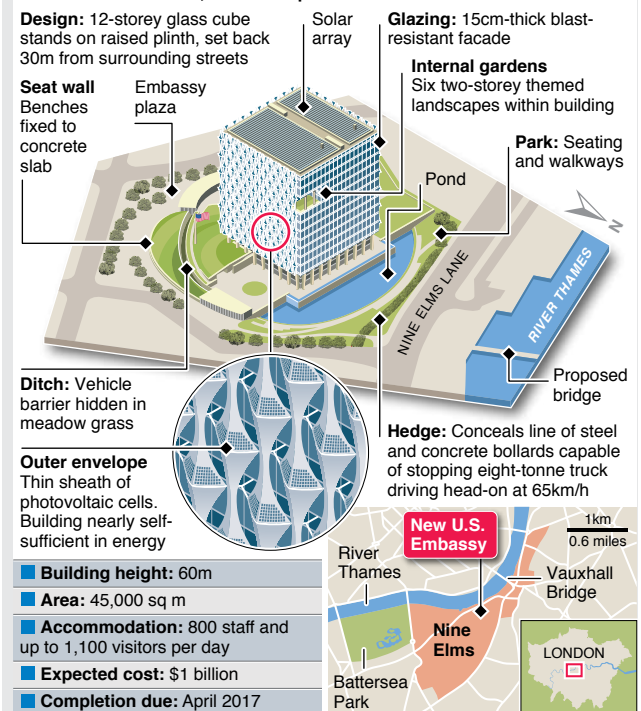 Design: 12-storey glass cube
stands on raised plinth, set back
30m from surrounding streets
Solar
array
Glazing: 15cm-thick blast-
resistant facade
Internal gardens
Six two-storey themed
landscapes within building
Seat wall
Benches
fixed to
concrete
slab
Embassy
plaza
Park: Seating
and walkways
Pond
N
NINE ELMS LANE
RIVER THAMES
Proposed
bridge
Ditch: Vehicle
barrier hidden in
meadow grass
Hedge: Conceals line of steel
and concrete bollards capable
of stopping eight-tonne truck
driving head-on at 65km/h
Outer envelope
Thin sheath of
photovoltaic cells.
Building nearly self-
sufficient in energy
Building height: 60m
Area: 45,000 sq m
Accommodation: 800 staff and
up to 1,100 visitors per day
Expected cost: $1 billion
Completion due: April 2017
New U.S.
Embassy
1km
0.6 miles
River
Thames
Vauxhall
Bridge
Nine
Elms
Battersea
Park
LONDON